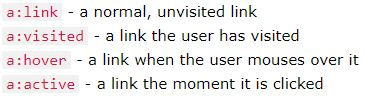 a:link - a normal, unvisited link
a:visited - a link the user has visited
a:hover - a link when the user mouses over it
a:active - a link the moment it is clicked